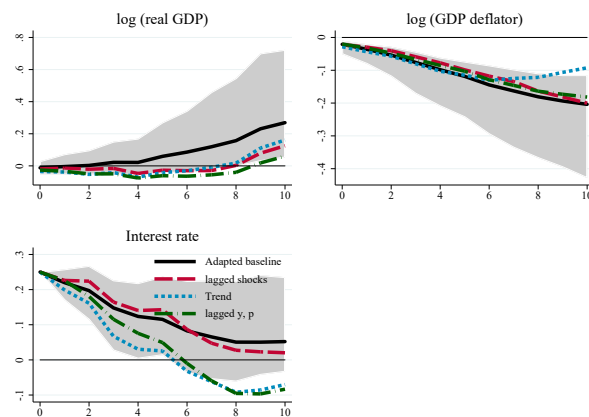 log (real GDP)
.8
.6
.4
.2
0
0 2 4 6 8 10
log (GDP deflator)
0
-.1
-.2
-.3
-.4
0 2 4 6 8 10
Interest rate
.3
.2
.1
0
-.1
0 2 4 6 8 10
Adapted baseline
lagged shocks
Trend
lagged y, p